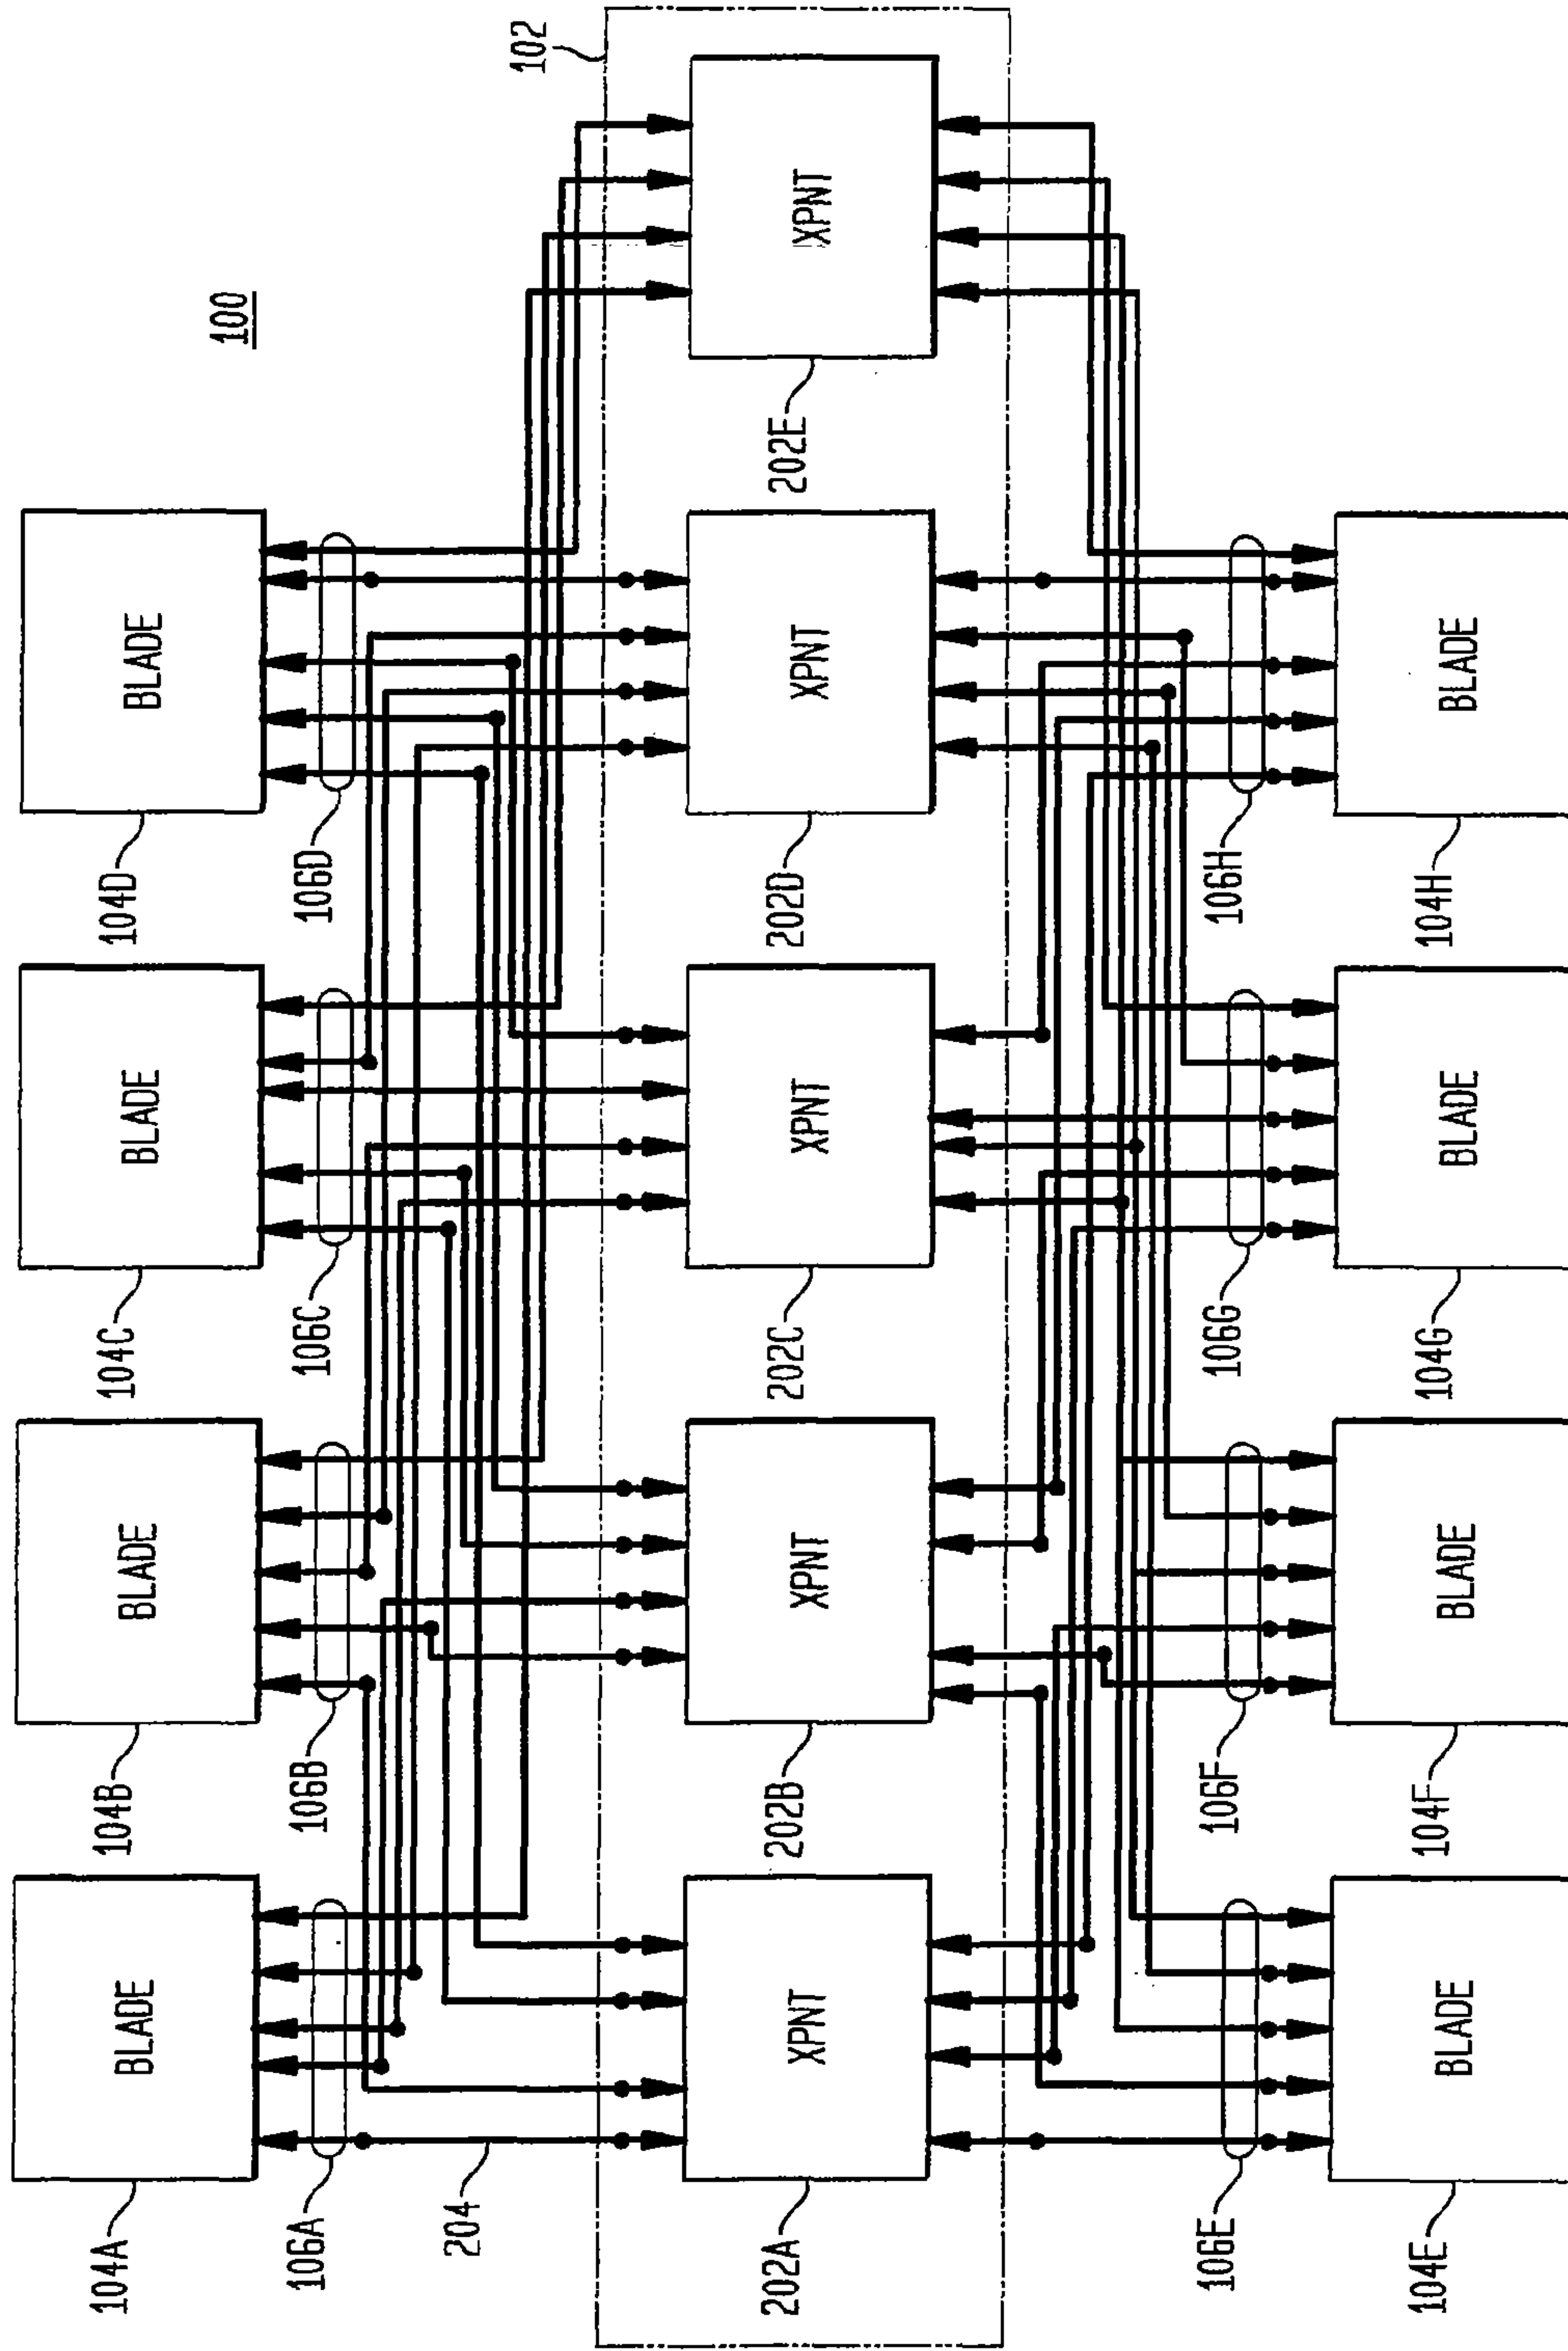 100
102
BLADE
BLADE
BLADE
BLADE
104A
104B
104C
104D
106A
106B
106C
106D
204
XPNT
XPNT
XPNT
XPNT
XPNT
202A
202B
202C
202D
202E
106E
106F
106G
106H
BLADE
BLADE
BLADE
BLADE
104E
104F
104G
104H